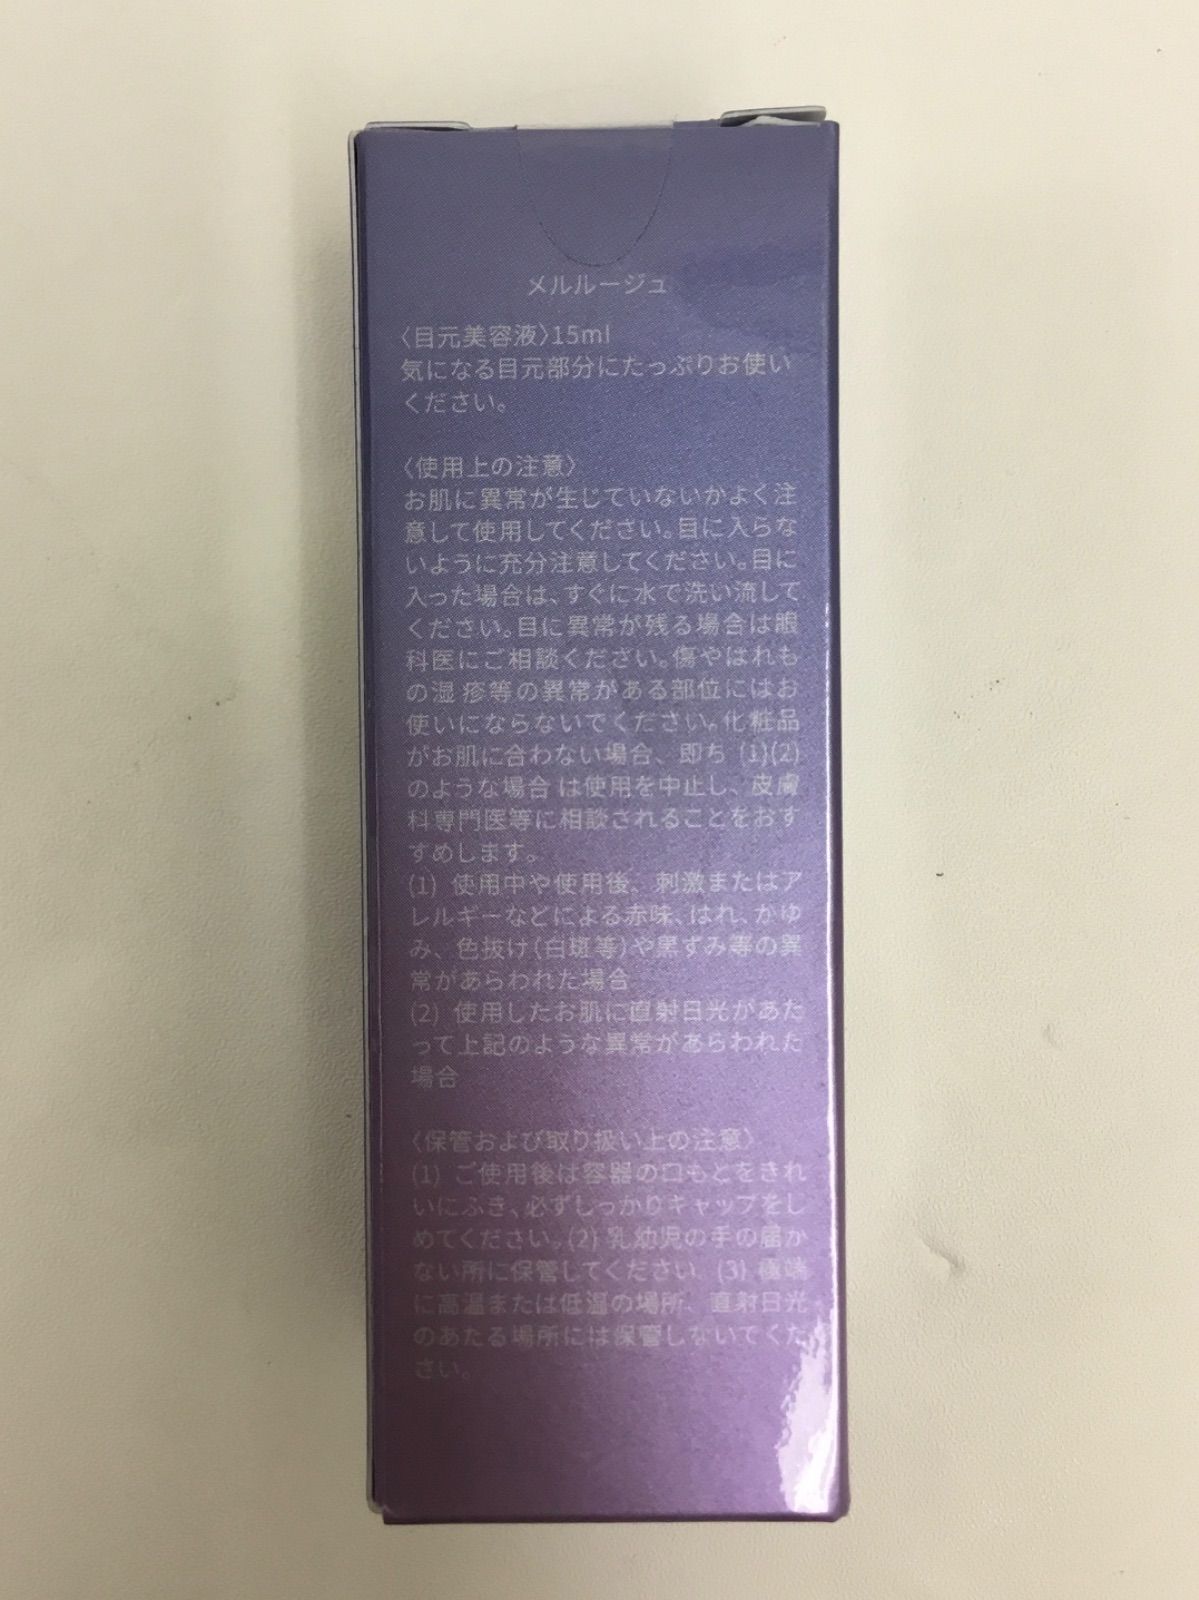 メルルージュ
〈目元美容液〉15ml
気になる目元部分にたっぷりお使い
ください。
〈使用上の注意〉
お肌に異常が生じていないかよく注
意して使用してください。目に入らな
いように充分注意してください。目に
入った場合は、すぐに水で洗い流して
ください。目に異常が残る場合は眼
科医にご相談ください。傷やはれも
の湿疹等の異常がある部位にはお
使いにならないでください。化粧品
がお肌に合わない場合、即ち (1)(2)
のような場合 は使用を中止し、皮膚
科専門医等に相談されることをおす
すめします。
(1) 使用中や使用後、刺激またはア
レルギーなどによる赤味、はれ、かゆ
み、色抜け(白斑等)や黒ずみ等の異
常があらわれた場合
(2) 使用したお肌に直射日光があた
って上記のような異常があらわれた
場合
〈保管および取り扱い上の注意〉
(1) ご使用後は容器の口もとをきれ
いにふき、必ずしっかりキャップをし
めてください。(2) 乳幼児の手の届か
ない所に保管してください。(3) 極端
に高温または低温の場所、直射日光
のあたる場所には保管しないでくだ
さい。